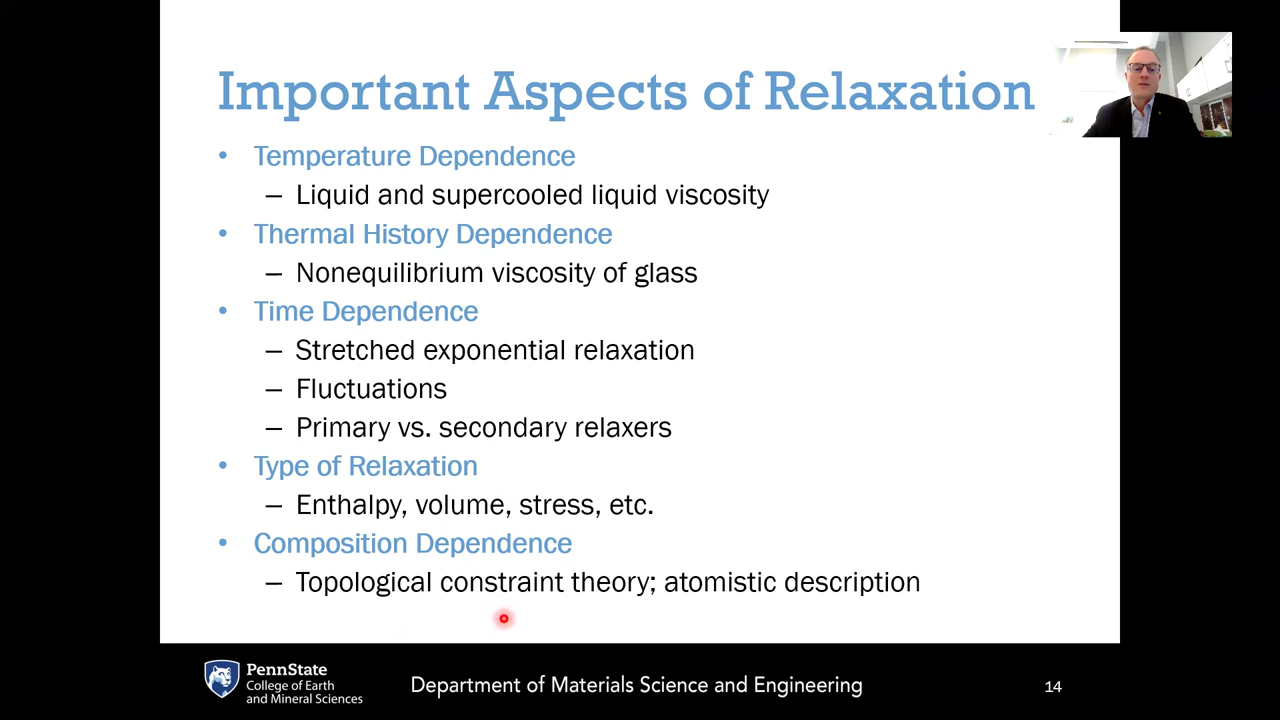 Important Aspects of Relaxation
• Temperature Dependence
– Liquid and supercooled liquid viscosity
• Thermal History Dependence
– Nonequilibrium viscosity of glass
• Time Dependence
– Stretched exponential relaxation
– Fluctuations
– Primary vs. secondary relaxers
• Type of Relaxation
– Enthalpy, volume, stress, etc.
• Composition Dependence
– Topological constraint theory; atomistic description
PennState
College of Earth
and Mineral Sciences
Department of Materials Science and Engineering
14